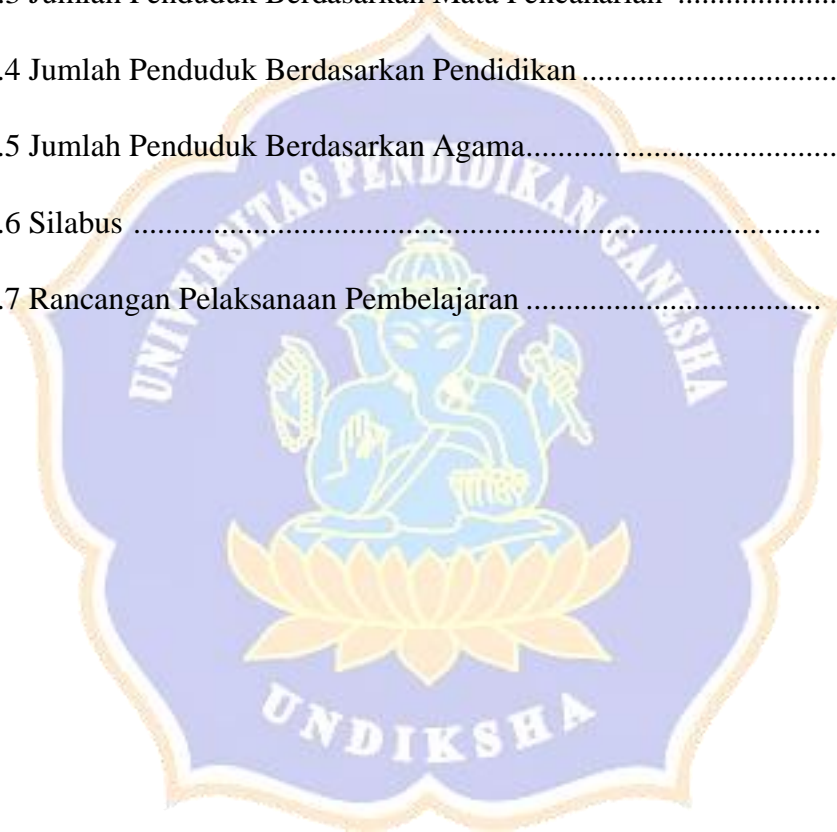 .3 Jumlah Penduduk Berdasarkan Mata Pencaharian ....................
.4 Jumlah Penduduk Berdasarkan Pendidikan ................................
.5 Jumlah Penduduk Berdasarkan Agama.......................................
.6 Silabus .....................................................................................
.7 Rancangan Pelaksanaan Pembelajaran .....................................
UNIVERSITAS PENDIDIKAN GANESHA
UNDIKSHA